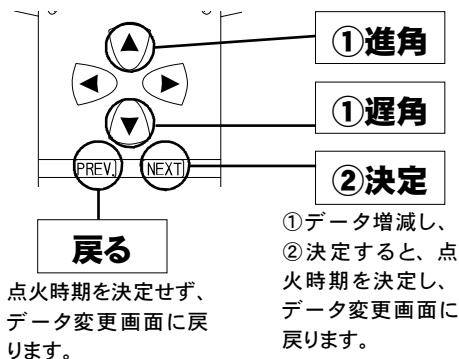 ①進角
①遅角
PREV.
NEXT
②決定
戻る
点火時期を決定せず、
データ変更画面に戻
ります。
①データ増減し、
②決定すると、点
火時期を決定し、
データ変更画面に
戻ります。